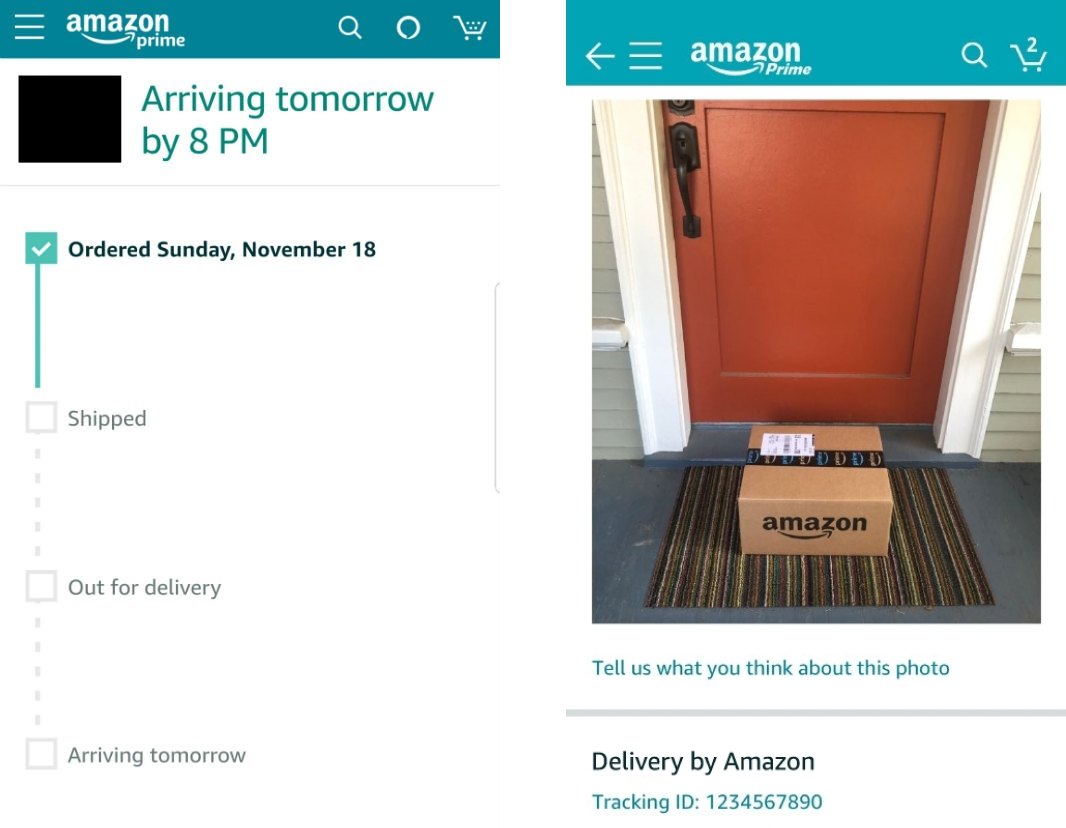 amazon
prime
Arriving tomorrow
by 8 PM
Ordered Sunday, November 18
Shipped
Out for delivery
Arriving tomorrow
amazon
Prime
2
amazon
Tell us what you think about this photo
Delivery by Amazon
Tracking ID: 1234567890